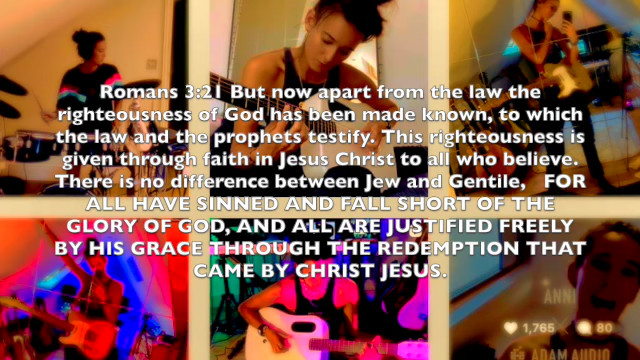 Romans 3:21 But now apart from the law the
righteousness of God has been made known, to which
the law and the prophets testify. This righteousness is
given through faith in Jesus Christ to all who believe.
There is no difference between Jew and Gentile, FOR
ALL HAVE SINNED AND FALL SHORT OF THE
GLORY OF GOD, AND ALL ARE JUSTIFIED FREELY
BY HIS GRACE THROUGH THE REDEMPTION THAT
CAME BY CHRIST JESUS.
ANNI
1,765 80
ADAM AUDIO